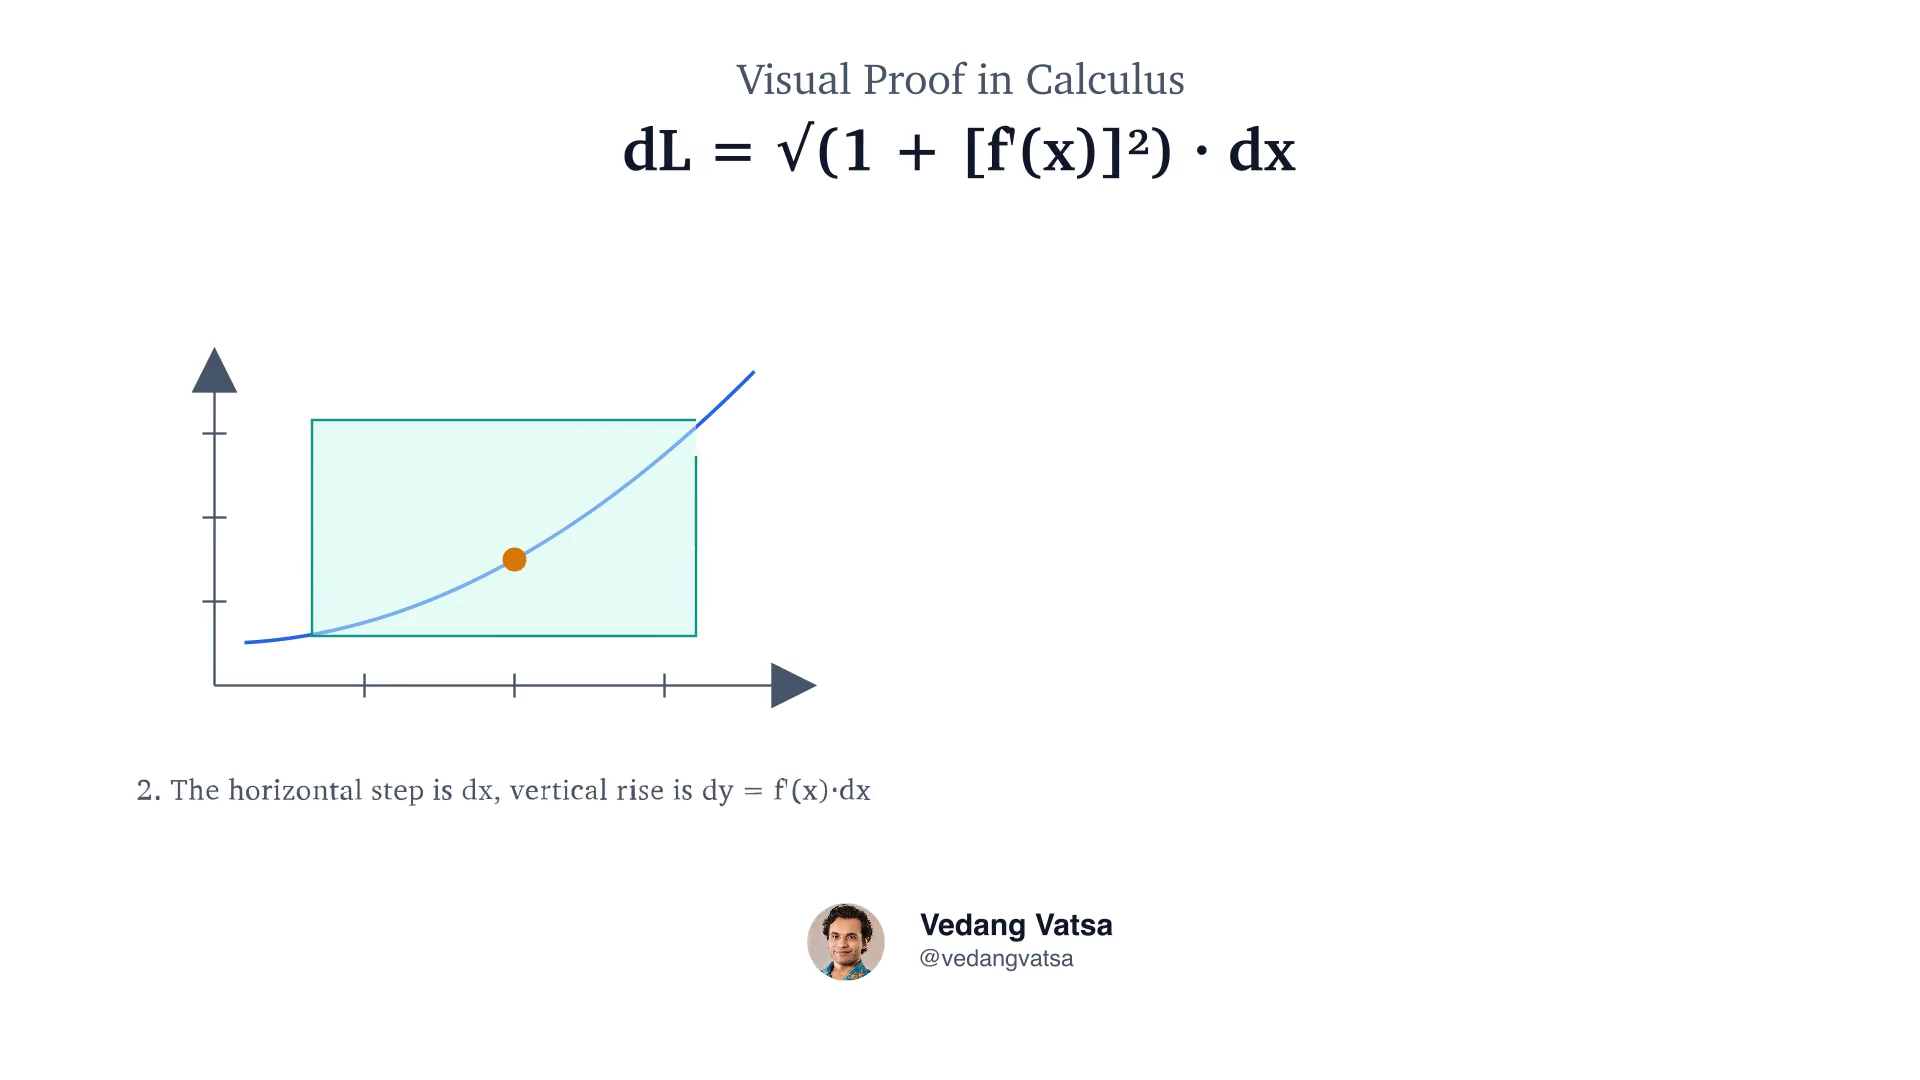 Visual Proof in Calculus
dL = √(1 + [f'(x)]²) · dx
2. The horizontal step is dx, vertical rise is dy = f'(x)·dx
Vedang Vatsa
@vedangvatsa